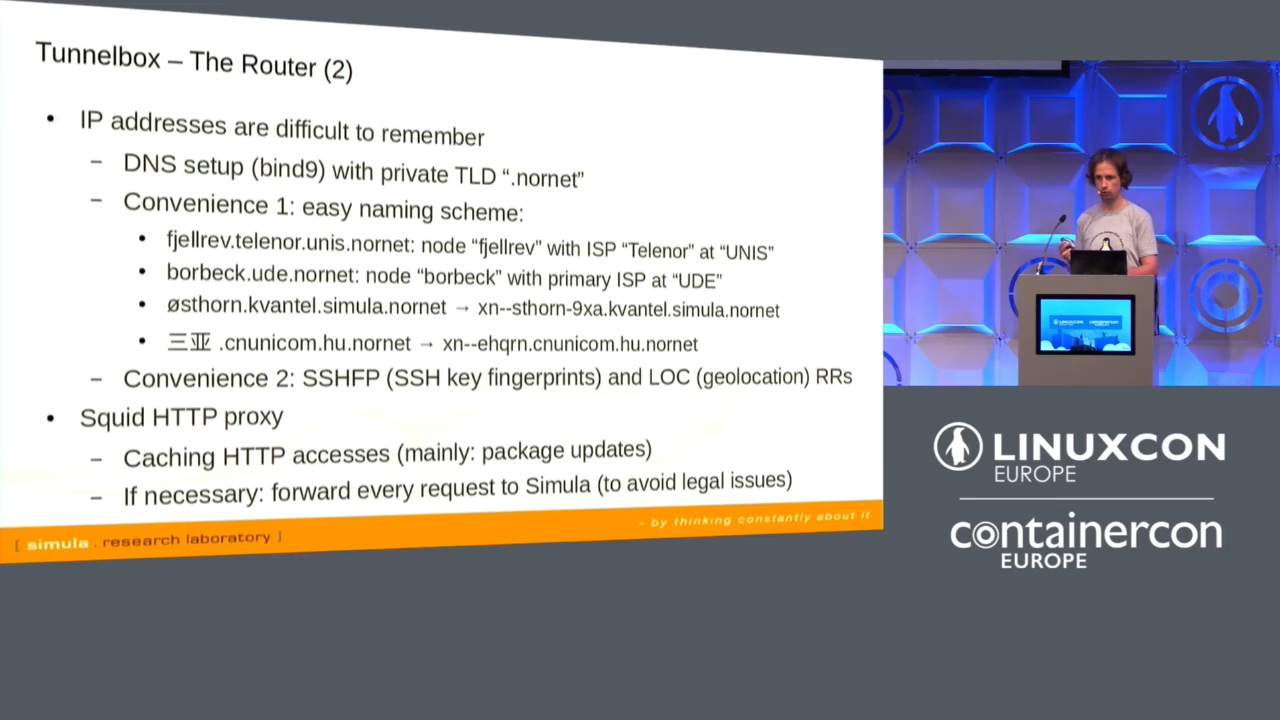 Tunnelbox – The Router (2)
• IP addresses are difficult to remember
– DNS setup (bind9) with private TLD “.nornet”
– Convenience 1: easy naming scheme:
• fjellrev.telenor.unis.nornet: node “fjellrev” with ISP “Telenor” at “UNIS”
• borbeck.ude.nornet: node “borbeck” with primary ISP at “UDE”
• østhorn.kvantel.simula.nornet → xn--sthorn-9xa.kvantel.simula.nornet
• 三亚 .cnunicom.hu.nornet → xn--ehqrn.cnunicom.hu.nornet
– Convenience 2: SSHFP (SSH key fingerprints) and LOC (geolocation) RRs
• Squid HTTP proxy
– Caching HTTP accesses (mainly: package updates)
– If necessary: forward every request to Simula (to avoid legal issues)
[ simula . research laboratory ]
- by thinking constantly about it
LINUXCON
EUROPE
containercon
EUROPE